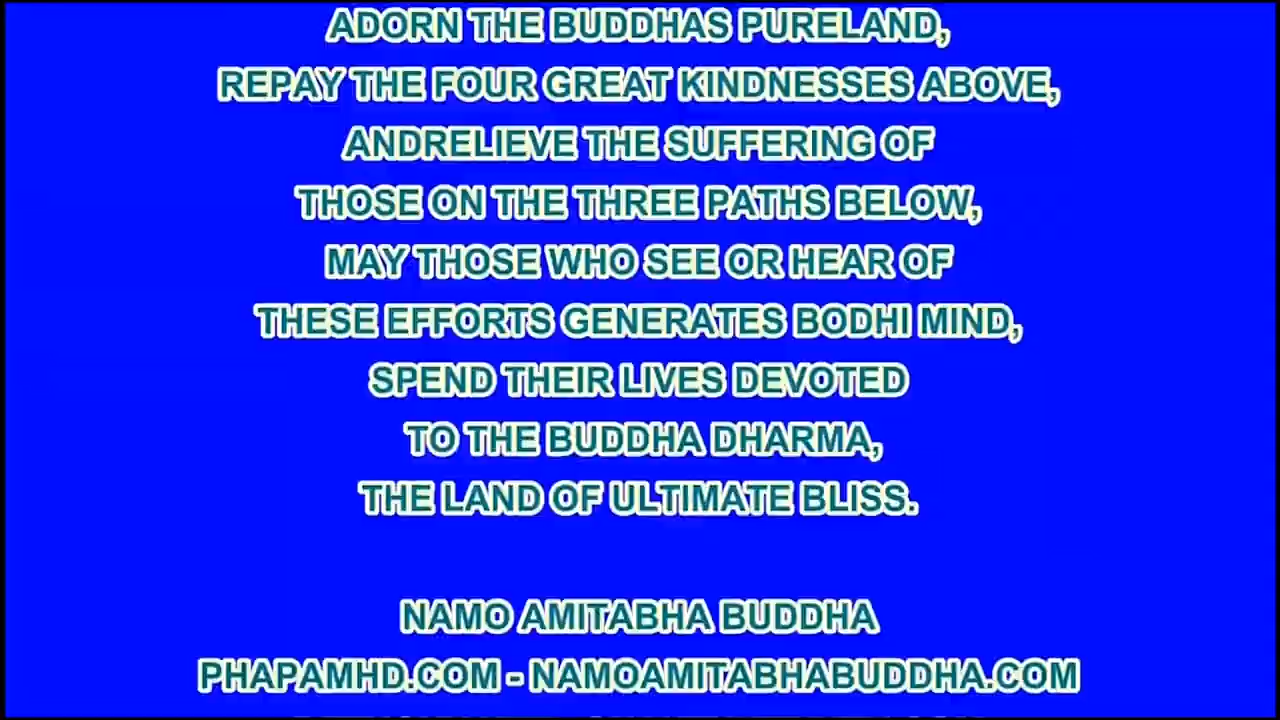 ADORN THE BUDDHAS PURELAND,
REPAY THE FOUR GREAT KINDNESSES ABOVE,
ANDRELIEVE THE SUFFERING OF
THOSE ON THE THREE PATHS BELOW,
MAY THOSE WHO SEE OR HEAR OF
THESE EFFORTS GENERATES BODHI MIND,
SPEND THEIR LIVES DEVOTED
TO THE BUDDHA DHARMA,
THE LAND OF ULTIMATE BLISS.
NAMO AMITABHA BUDDHA
PHAPAMHD.COM - NAMOAMITABHABUDDHA.COM